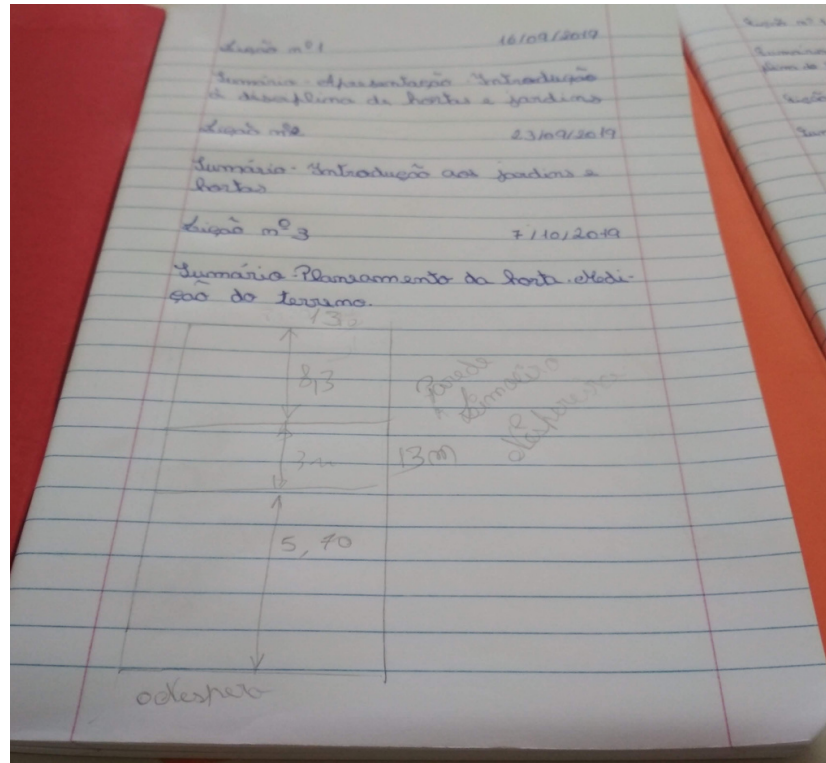 Lição nº1 16/09/2019
Sumário - Apresentação Introdução
à disciplina de hortas e jardins
Lição nº2 23/09/2019
Sumário - Introdução aos jardins e
hortas
Lição nº3 7/10/2019
Sumário - Planeamento da horta. Medi-
ção do terreno.
13
8,3
Parede
Limoeiro
3m
13m
5,70